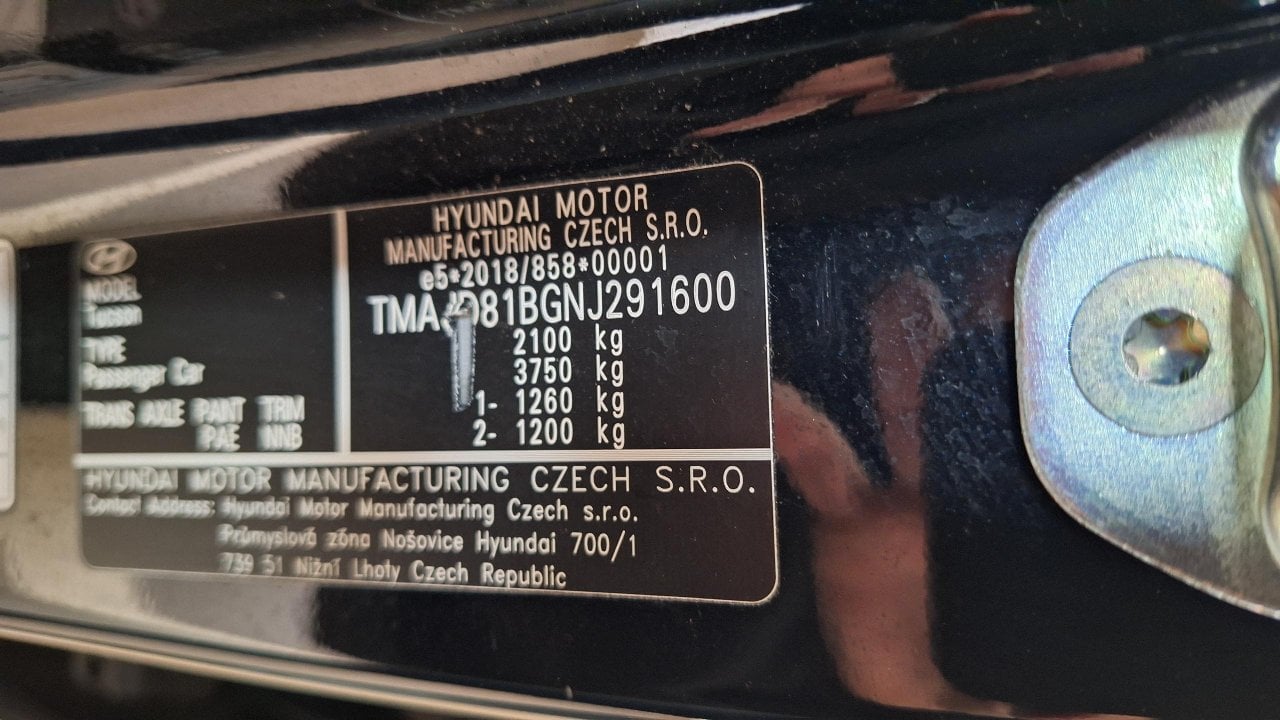 MODEL
Tucson
TYPE
Passenger Car
TRANS AXLE PAINT TRIM
PAE NNB
HYUNDAI MOTOR
MANUFACTURING CZECH S.R.O.
e5*2018/858*00001
2100 kg
3750 kg
1- 1260 kg
2- 1200 kg
HYUNDAI MOTOR MANUFACTURING CZECH S.R.O.
Contact Address: Hyundai Motor Manufacturing Czech s.r.o.
Průmyslová zóna Nošovice Hyundai 700/1
739 51 Nižní Lhoty Czech Republic